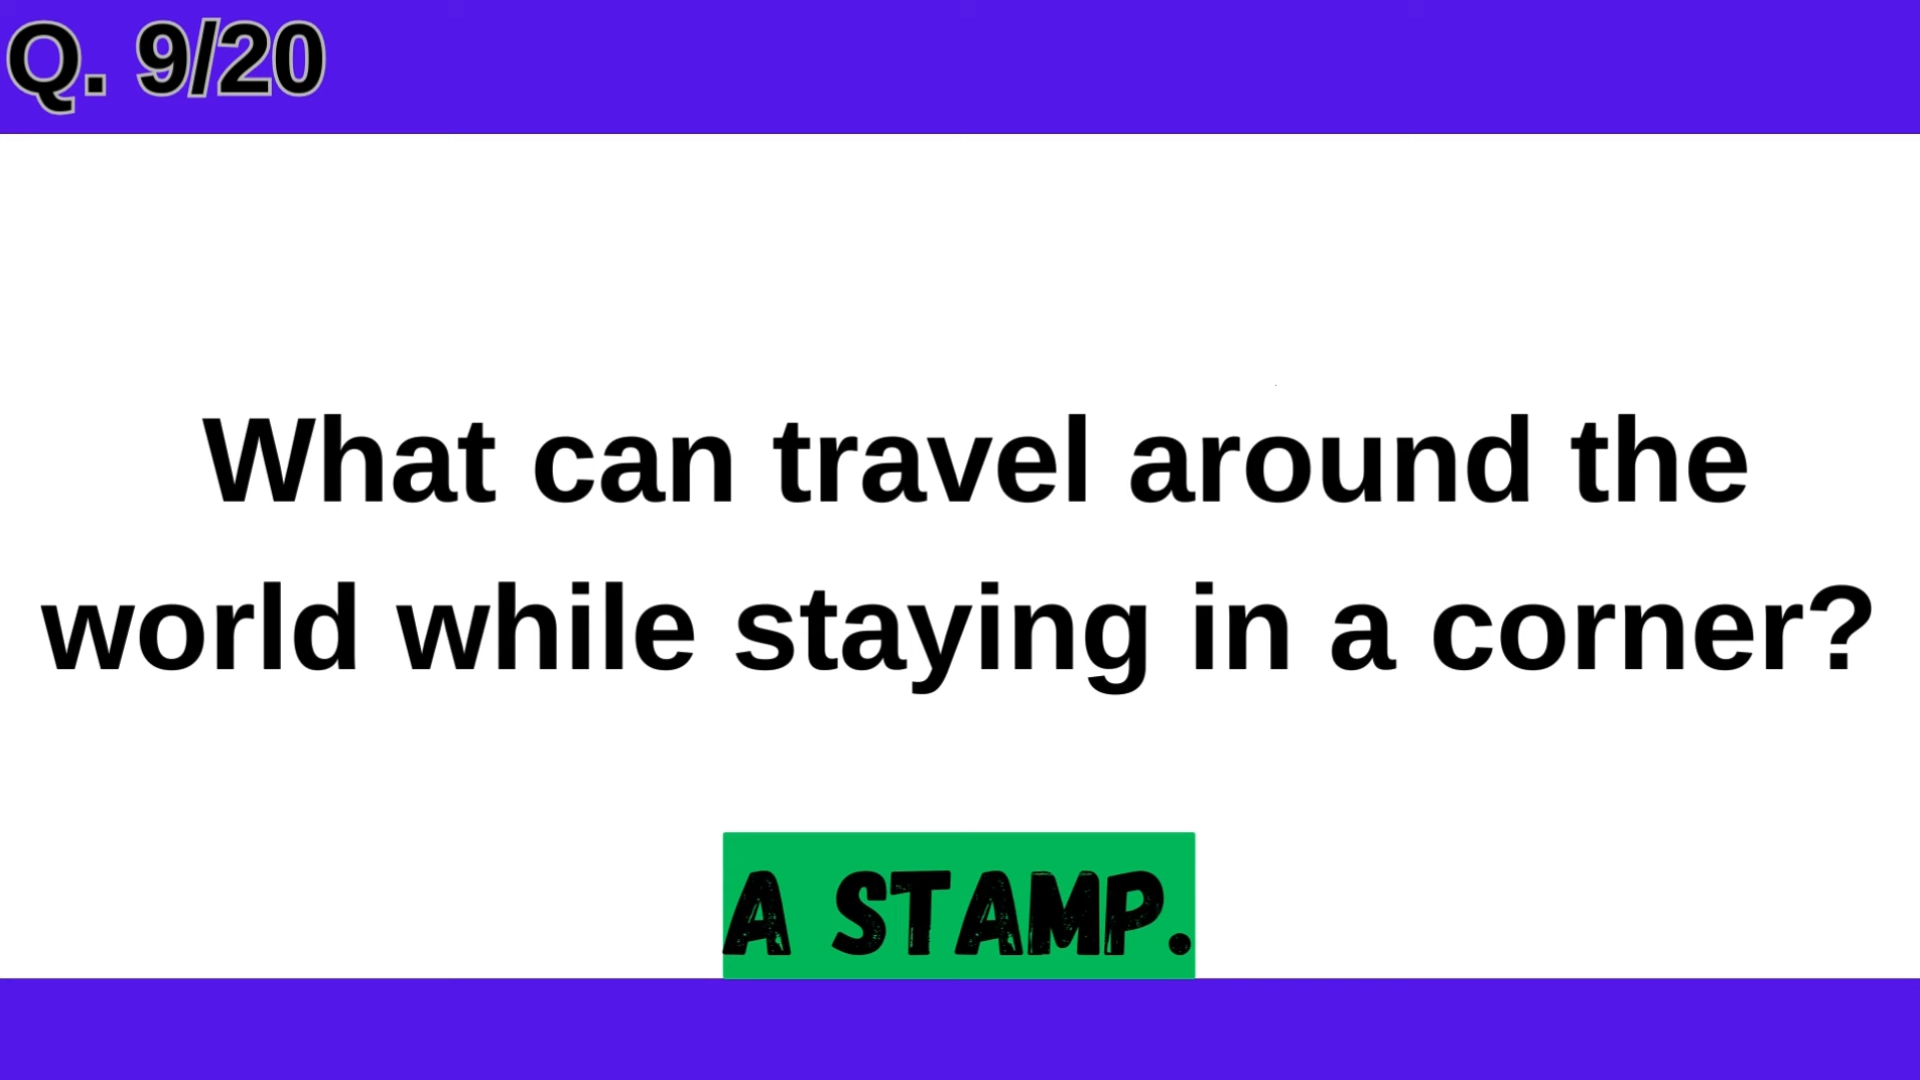 Q. 9/20
What can travel around the
world while staying in a corner?
A STAMP.